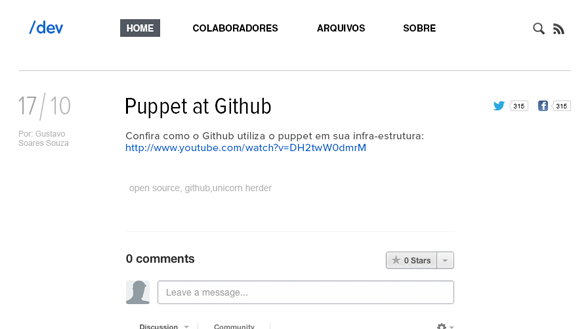 /dev
HOME COLABORADORES ARQUIVOS SOBRE
17/10
Puppet at Github
315 315
Por: Gustavo
Soares Souza
Confira como o Github utiliza o puppet em sua infra-estrutura:
http://www.youtube.com/watch?v=DH2twW0dmrM
open source, github,unicorn herder
0 comments
0 Stars
Leave a message...
Discussion Community